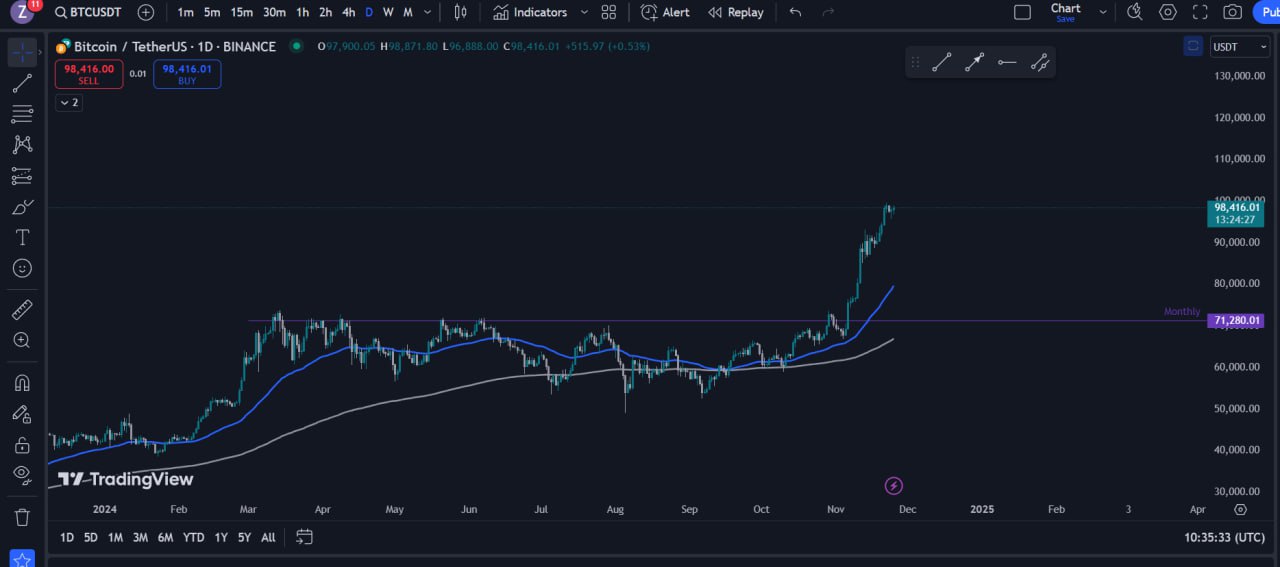 Z 11 BTCUSDT 1m 5m 15m 30m 1h 2h 4h D W M Indicators Alert Replay Chart Save Pub
Bitcoin / TetherUS · 1D · BINANCE O97,900.05 H98,871.80 L96,888.00 C98,416.01 +515.97 (+0.53%) USDT
98,416.00 SELL 0.01 98,416.01 BUY
2
130,000.00
120,000.00
110,000.00
98,416.01
13:24:27
90,000.00
80,000.00
Monthly 71,280.01
60,000.00
50,000.00
40,000.00
TradingView
30,000.00
2024 Feb Mar Apr May Jun Jul Aug Sep Oct Nov Dec 2025 Feb 3 Apr
1D 5D 1M 3M 6M YTD 1Y 5Y All 10:35:33 (UTC)